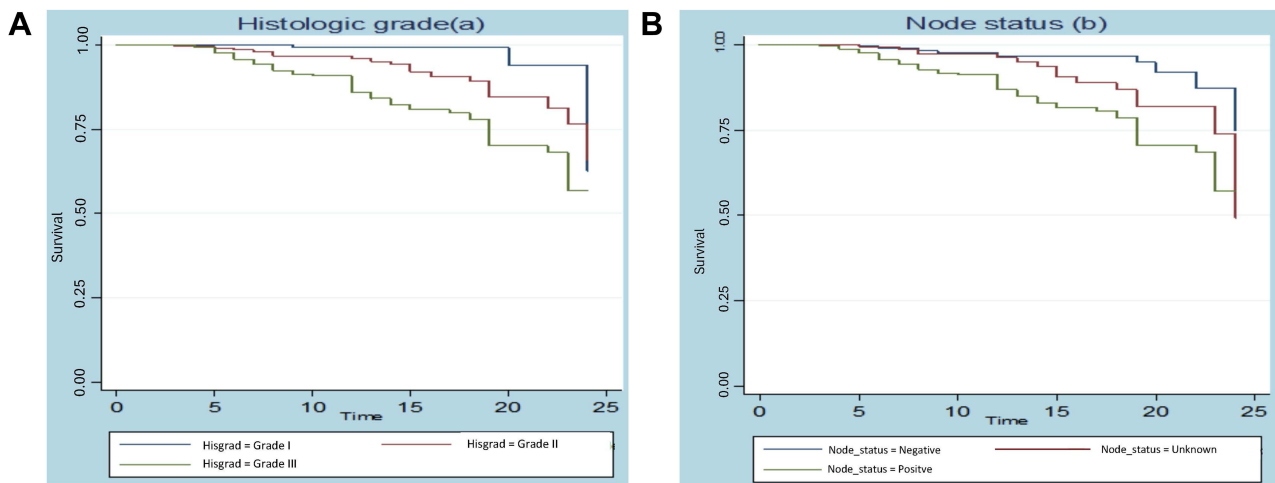 A
Histologic grade(a)
1.00
0.75
0.50
0.25
0.00
Survival
0 5 10 15 20 25
Time
Hisgrad = Grade I Hisgrad = Grade II
Hisgrad = Grade III
B
Node status (b)
1.00
0.75
0.50
0.25
0.00
Survival
0 5 10 15 20 25
Time
Node_status = Negative Node_status = Unknown
Node_status = Positve